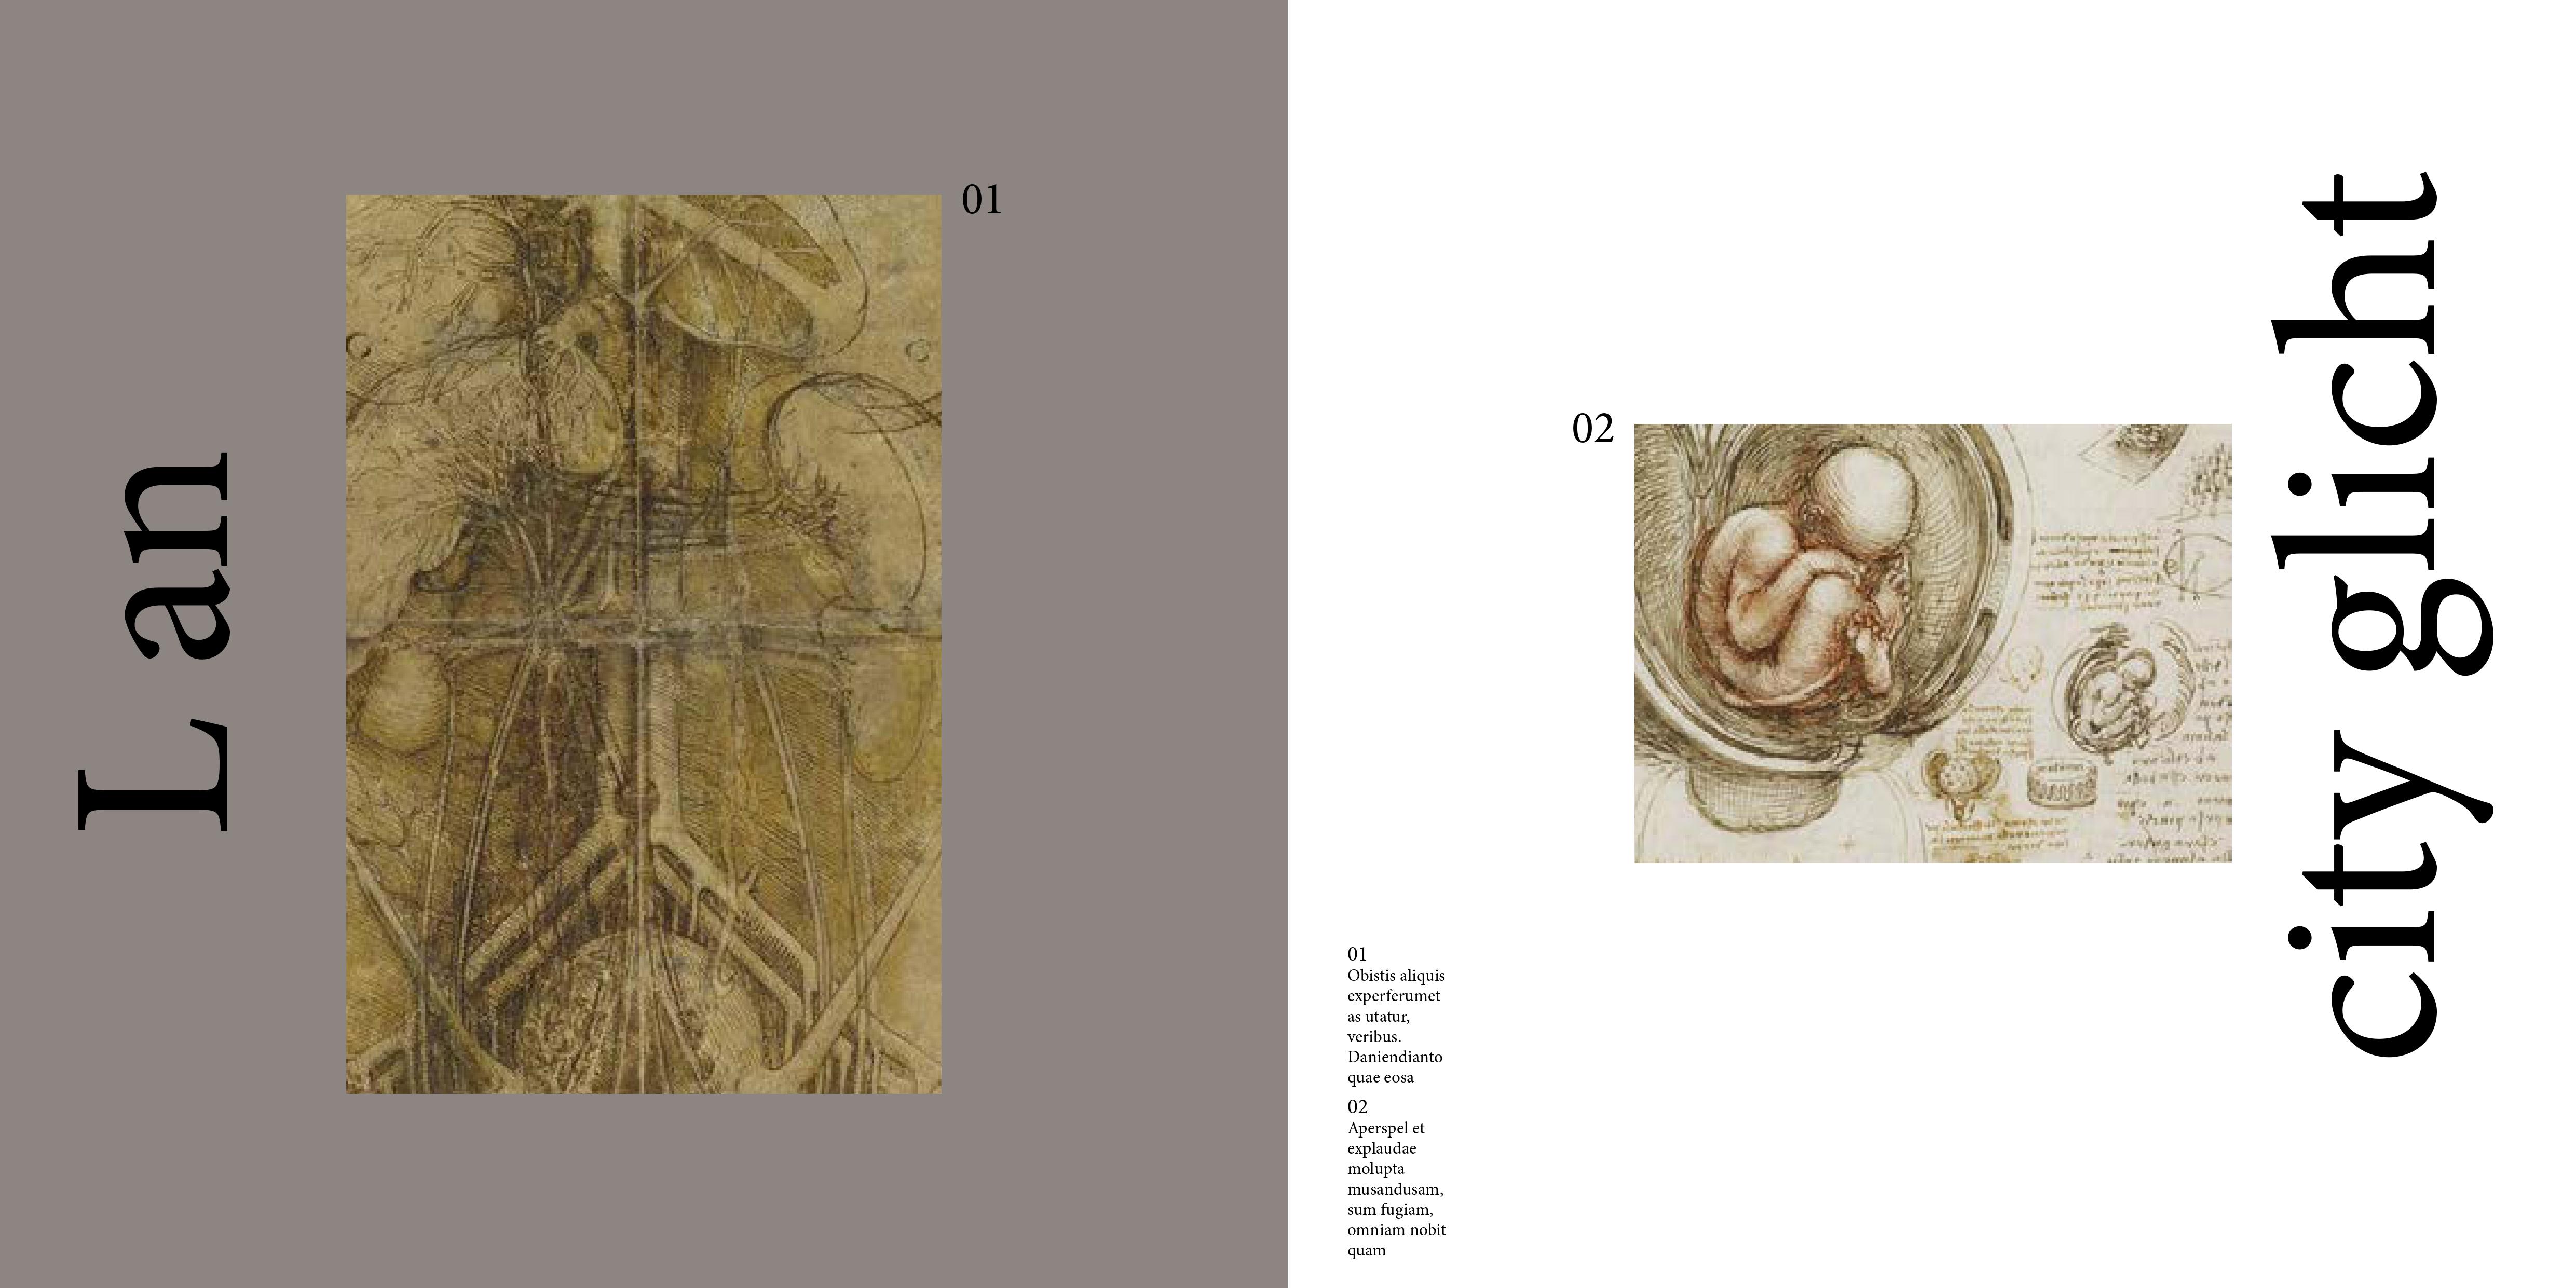 L an
01
02
city glicht
01
Obistis aliquis
experferumet
as utatur,
veribus.
Daniendianto
quae eosa
02
Aperspel et
explaudae
molupta
musandusam,
sum fugiam,
omniam nobit
quam